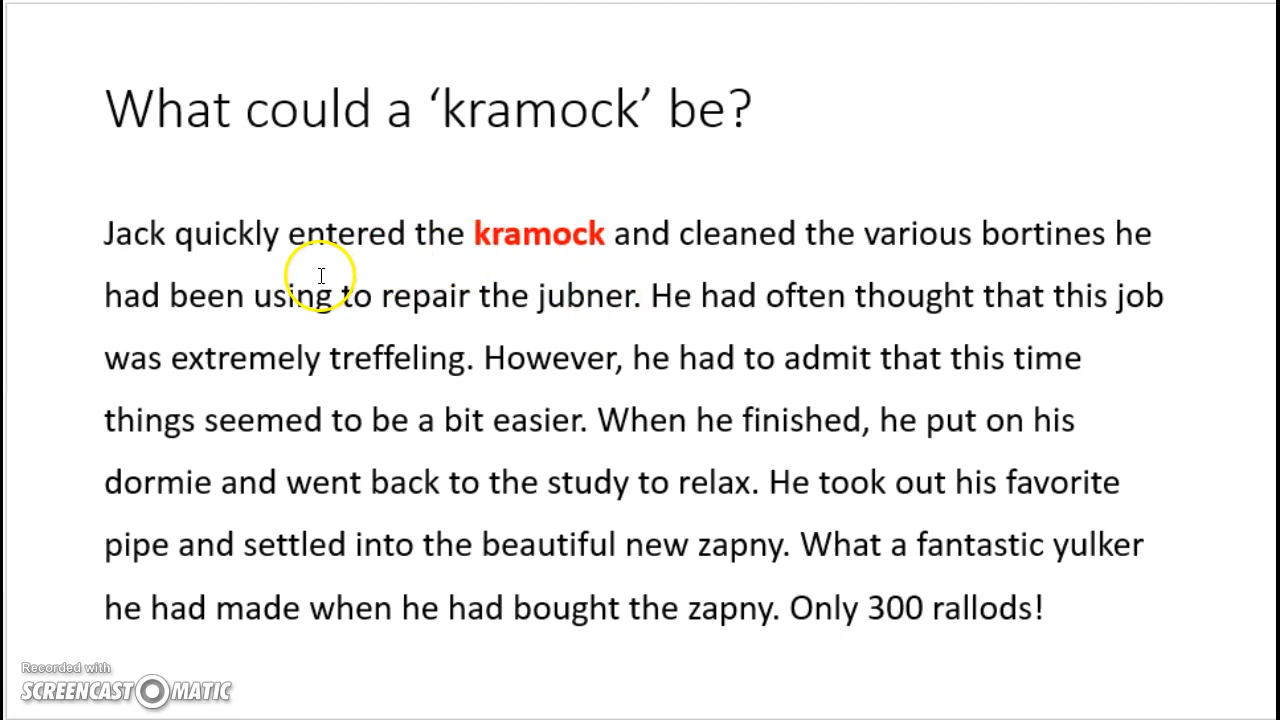 What could a ‘kramock’ be?
Jack quickly entered the kramock and cleaned the various bortines he
had been using to repair the jubner. He had often thought that this job
was extremely treffeling. However, he had to admit that this time
things seemed to be a bit easier. When he finished, he put on his
dormie and went back to the study to relax. He took out his favorite
pipe and settled into the beautiful new zapny. What a fantastic yulker
he had made when he had bought the zapny. Only 300 rallods!
Recorded with
SCREENCAST O MATIC